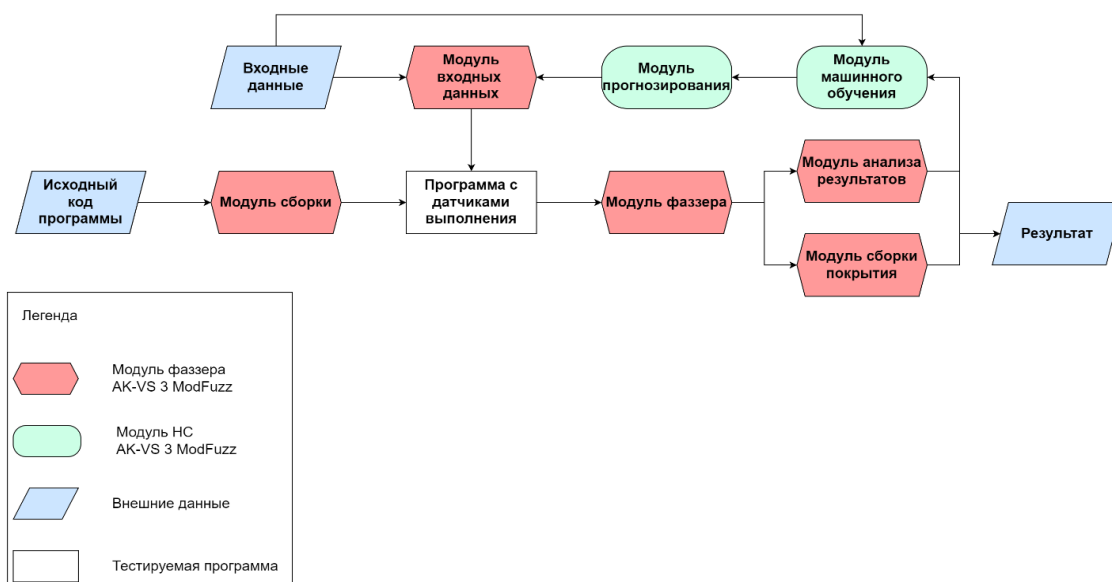 Входные
данные
Модуль
входных
данных
Модуль
прогнозирования
Модуль
машинного
обучения
Исходный
код
программы
Модуль сборки
Программа с
датчиками
выполнения
Модуль фаззера
Модуль анализа
результатов
Модуль сборки
покрытия
Результат
Легенда
Модуль фаззера
AK-VS 3 ModFuzz
Модуль НС
AK-VS 3 ModFuzz
Внешние данные
Тестируемая программа